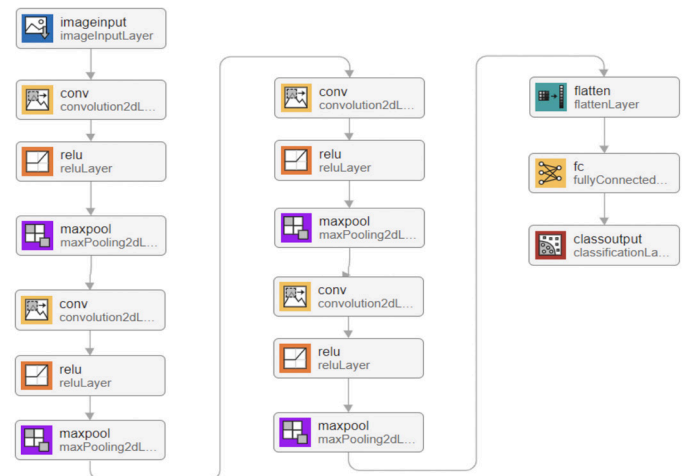 imageinput
imageInputLayer
conv
convolution2dL...
relu
reluLayer
maxpool
maxPooling2dL...
conv
convolution2dL...
relu
reluLayer
maxpool
maxPooling2dL...
conv
convolution2dL...
relu
reluLayer
maxpool
maxPooling2dL...
conv
convolution2dL...
relu
reluLayer
maxpool
maxPooling2dL...
flatten
flattenLayer
fc
fullyConnected...
classoutput
classificationLa...